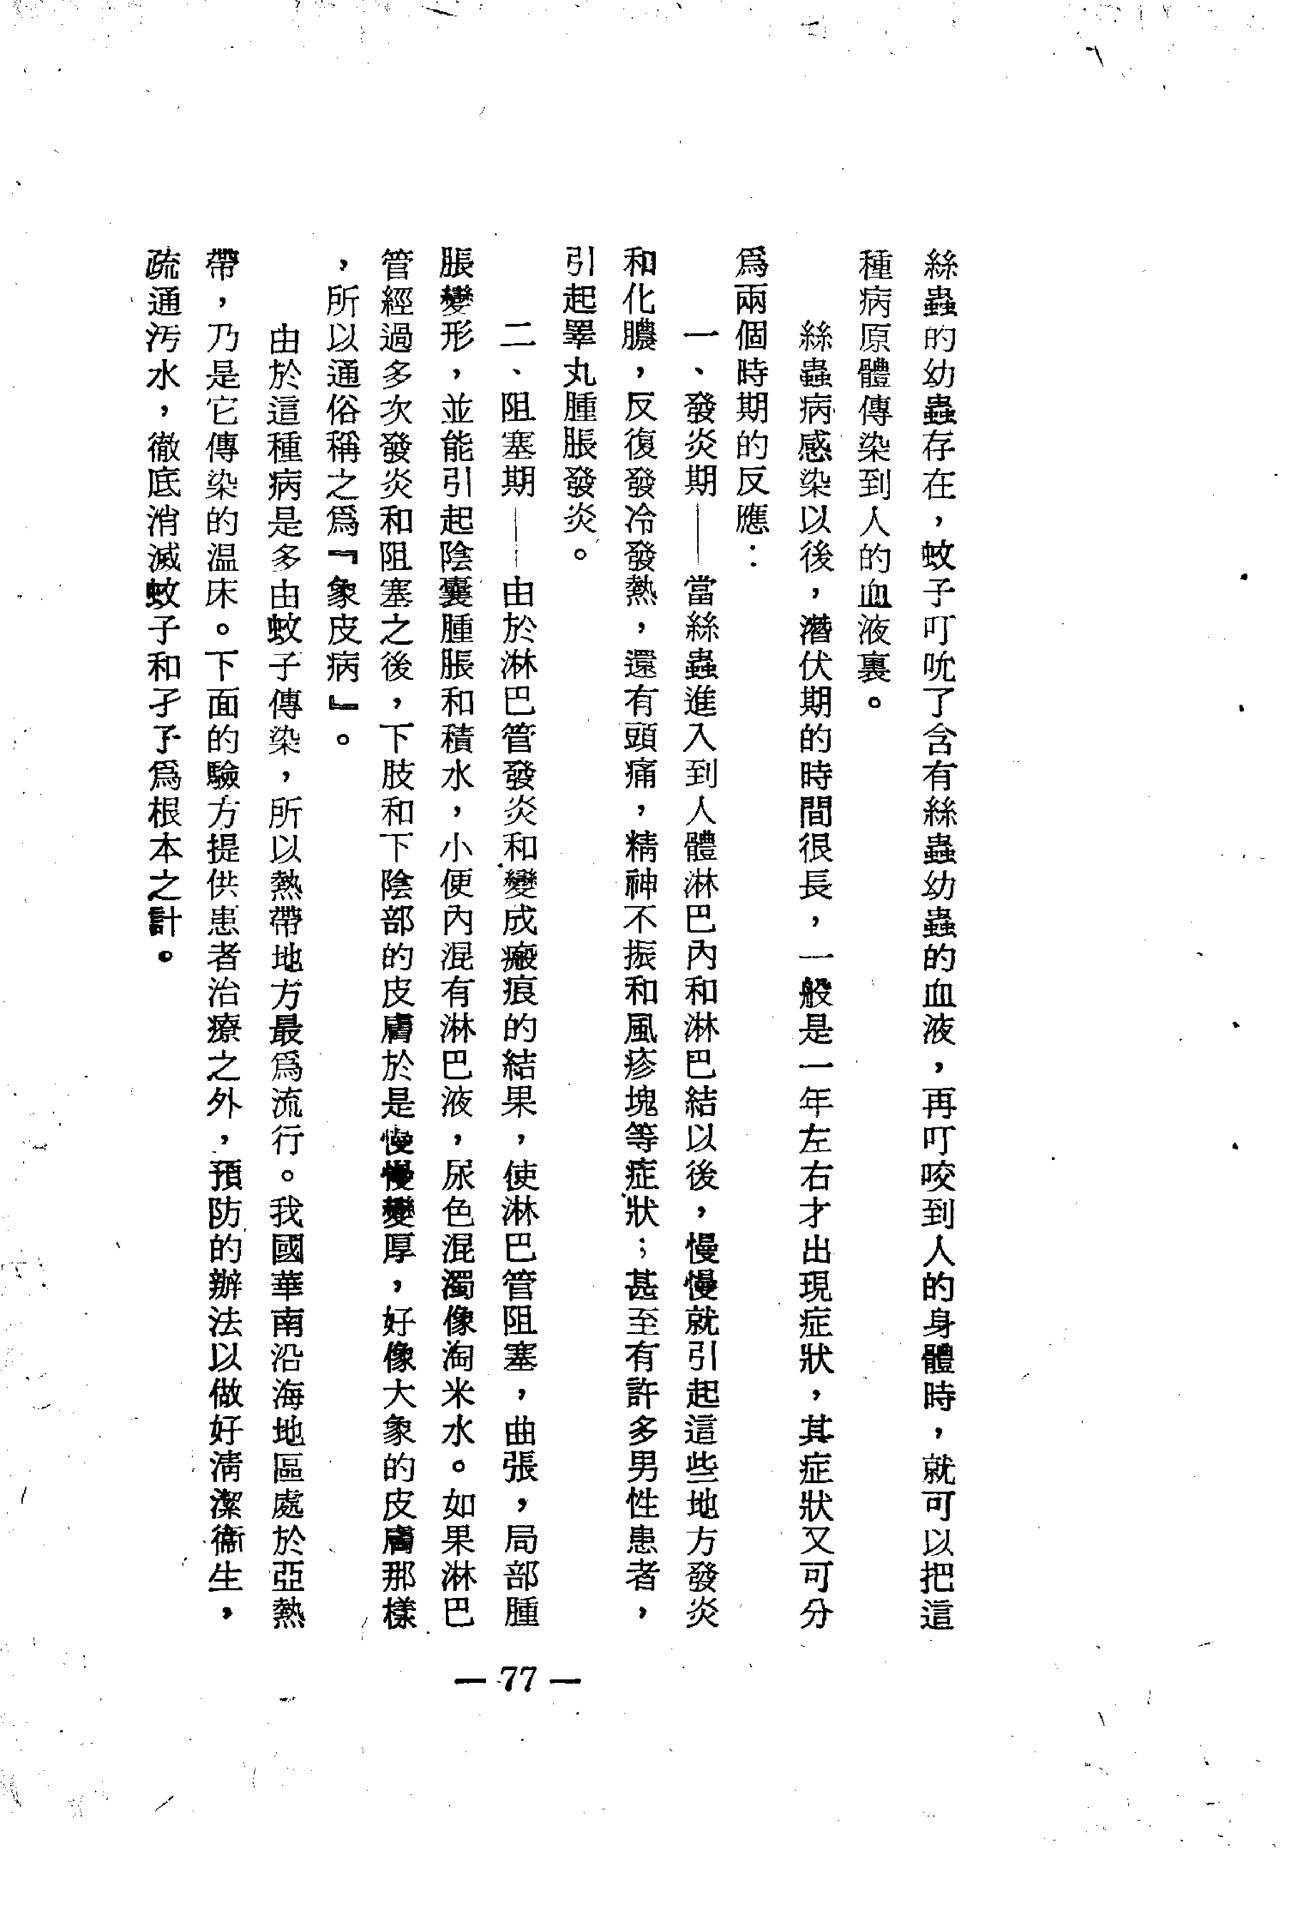 絲蟲的幼蟲存在，蚊子叮吮了含有絲蟲幼蟲的血液，再叮咬到人的身體時，就可以把這
種病原體傳染到人的血液裏。
絲蟲病感染以後，潛伏期的時間很長，一般是一年左右才出現症狀，其症狀又可分
爲兩個時期的反應：
一、發炎期——當絲蟲進入到人體淋巴內和淋巴結以後，慢慢就引起這些地方發炎
和化膿，反復發冷發熱，還有頭痛，精神不振和風疹塊等症狀；甚至有許多男性患者，
引起睪丸腫脹發炎。
二、阻塞期——由於淋巴管發炎和變成瘢痕的結果，使淋巴管阻塞，曲張，局部腫
脹變形，並能引起陰囊腫脹和積水，小便內混有淋巴液，尿色混濁像淘米水。如果淋巴
管經過多次發炎和阻塞之後，下肢和下陰部的皮膚於是慢慢變厚，好像大象的皮膚那樣
，所以通俗稱之爲『象皮病』。
由於這種病是多由蚊子傳染，所以熱帶地方最爲流行。我國華南沿海地區處於亞熱
帶，乃是它傳染的温床。下面的驗方提供患者治療之外，預防的辦法以做好清潔衞生，
疏通污水，徹底消滅蚊子和孑孓爲根本之計。
— 77 —